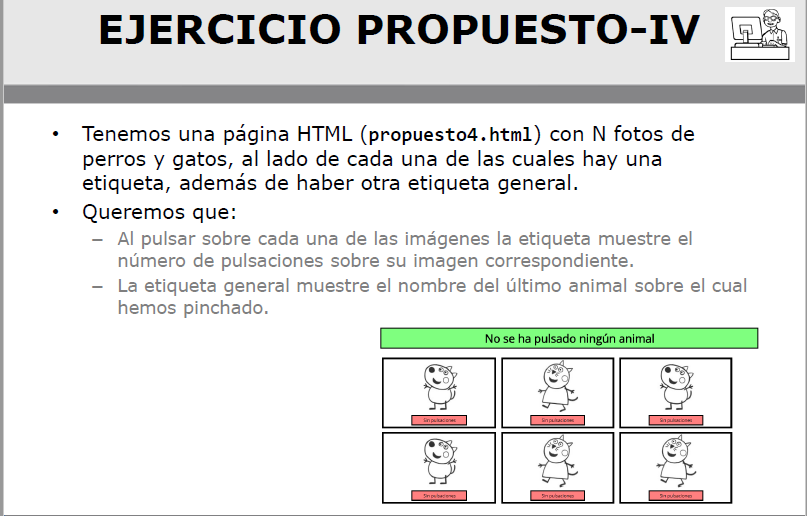 EJERCICIO PROPUESTO-IV
• Tenemos una página HTML (propuesto4.html) con N fotos de
perros y gatos, al lado de cada una de las cuales hay una
etiqueta, además de haber otra etiqueta general.
• Queremos que:
– Al pulsar sobre cada una de las imágenes la etiqueta muestre el
número de pulsaciones sobre su imagen correspondiente.
– La etiqueta general muestre el nombre del último animal sobre el cual
hemos pinchado.
No se ha pulsado ningún animal
Sin pulsaciones
Sin pulsaciones
Sin pulsaciones
Sin pulsaciones
Sin pulsaciones
Sin pulsaciones